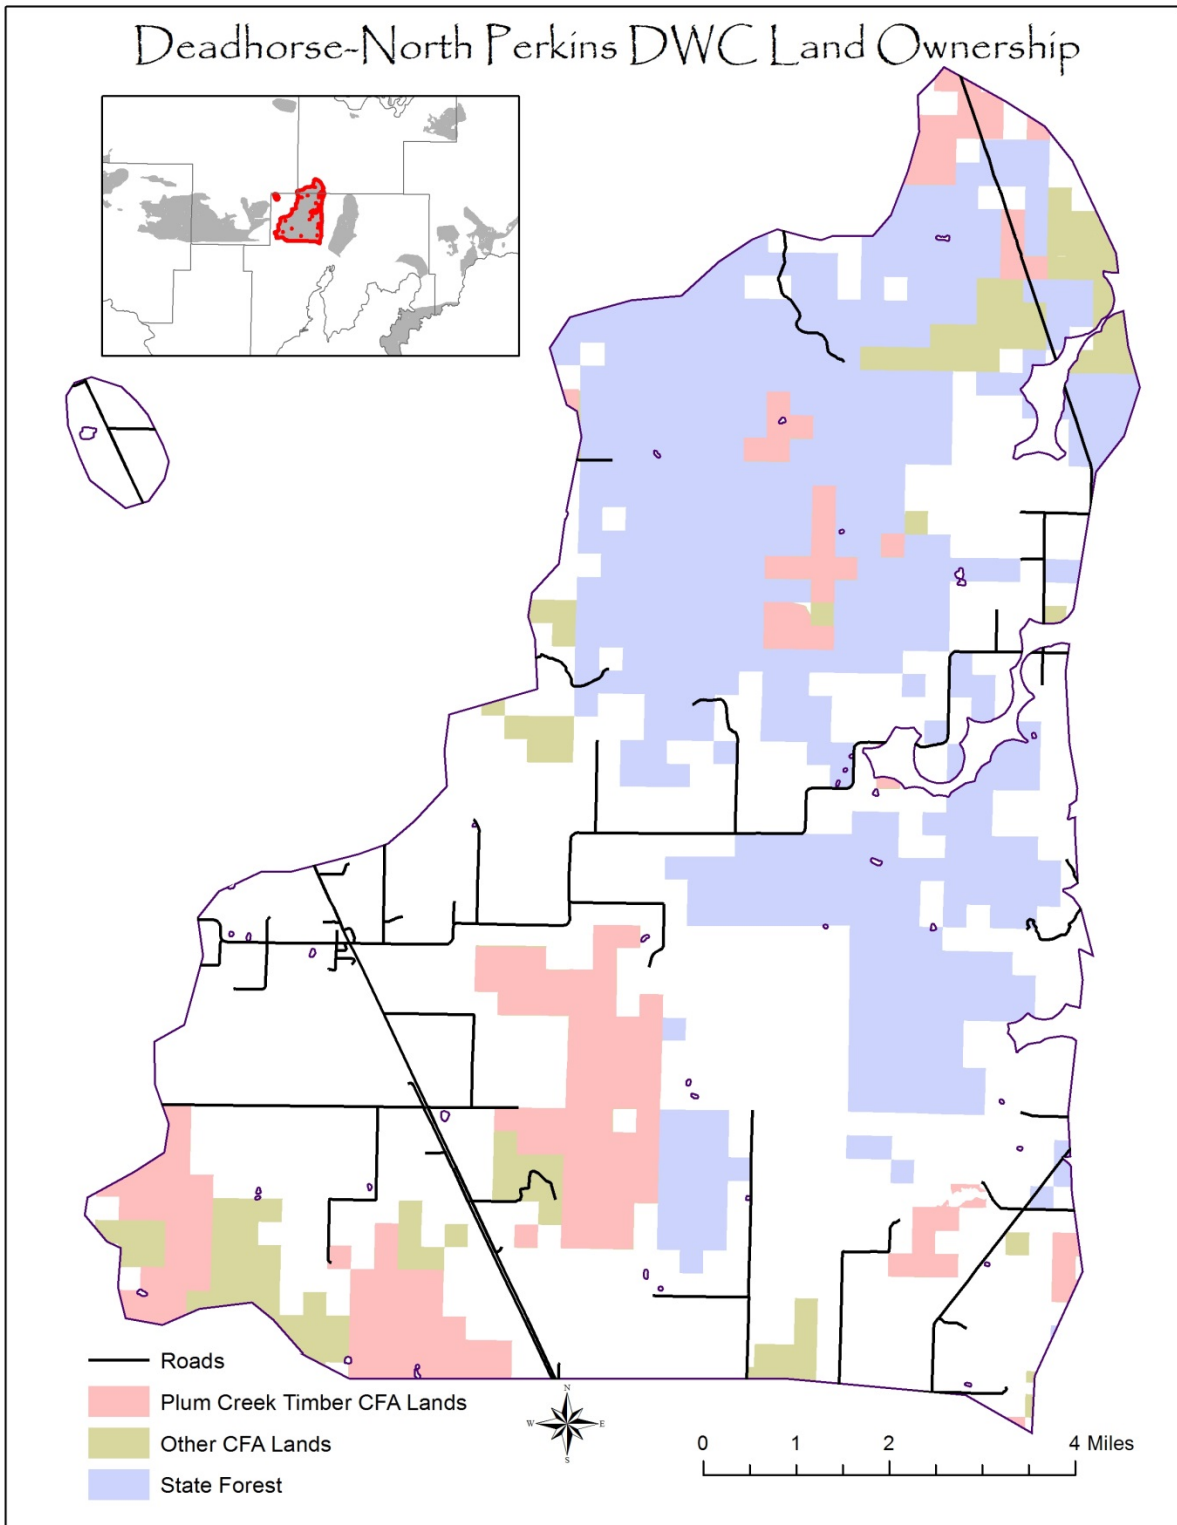 Deadhorse-North Perkins DWC Land Ownership
Roads
Plum Creek Timber CFA Lands
Other CFA Lands
State Forest
N
W E
S
0 1 2 4 Miles